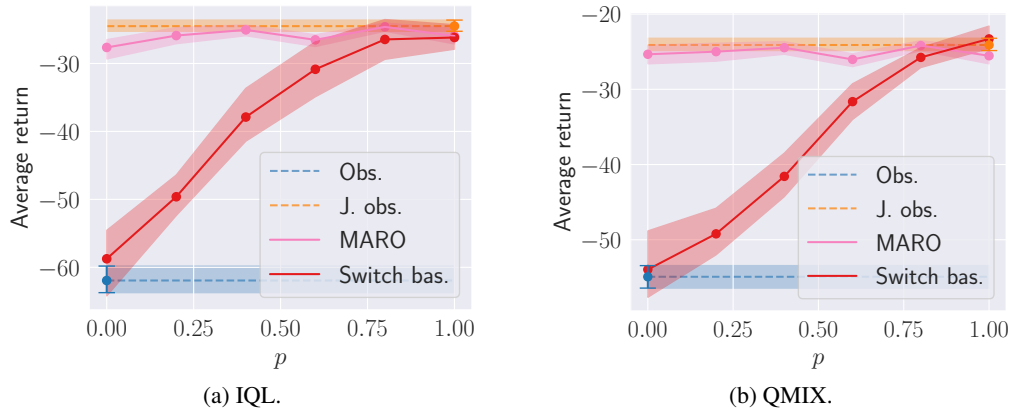 Average return
−30
−40
−50
−60
0.00 0.25 0.50 0.75 1.00
p
Obs.
J. obs.
MARO
Switch bas.
(a) IQL.
Average return
−20
−30
−40
−50
0.00 0.25 0.50 0.75 1.00
p
Obs.
J. obs.
MARO
Switch bas.
(b) QMIX.